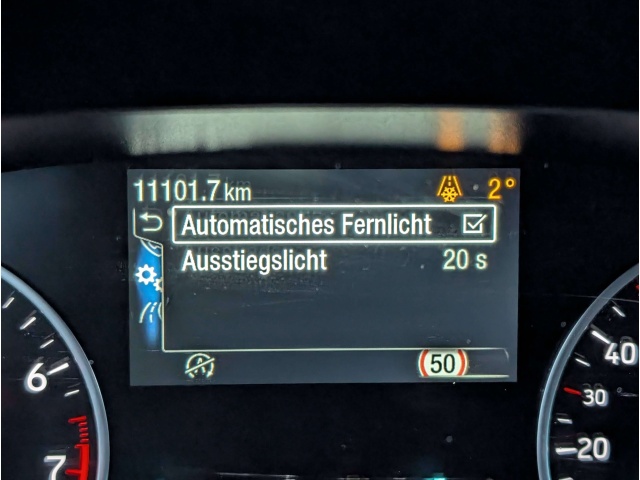 11101.7 km 2°
Automatisches Fernlicht
Ausstiegslicht 20 s
A 50
6
7
40
30
20